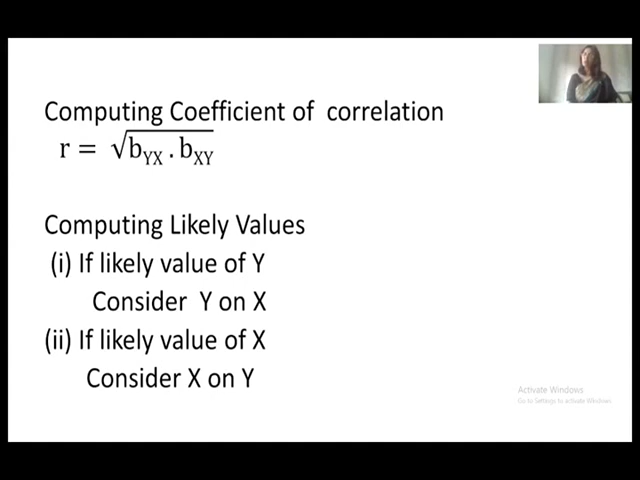 Computing Coefficient of correlation
r = √b_YX . b_XY
Computing Likely Values
(i) If likely value of Y
Consider Y on X
(ii) If likely value of X
Consider X on Y
Activate Windows
Go to Settings to activate Windows.